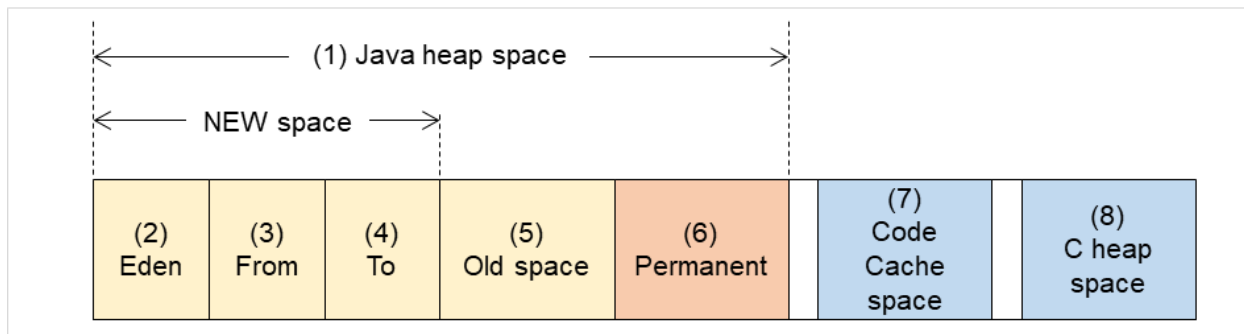 (1) Java heap space
NEW space
(2)
Eden
(3)
From
(4)
To
(5)
Old space
(6)
Permanent
(7)
Code
Cache
space
(8)
C heap
space